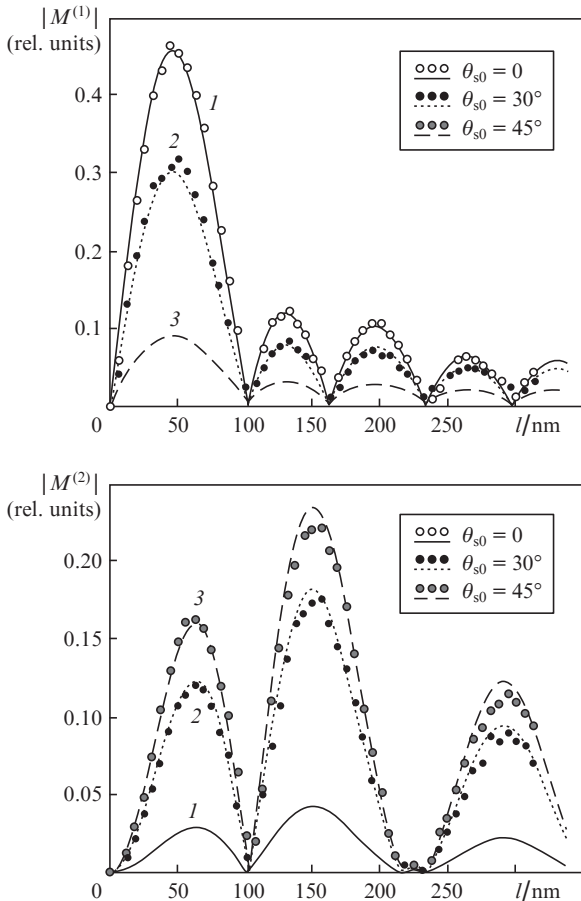 |M(1)|
(rel. units)
0.4
0.3
0.2
0.1
0
50
100
150
200
250
l/nm
1
2
3
θs0 = 0
θs0 = 30°
θs0 = 45°
|M(2)|
(rel. units)
0.20
0.15
0.10
0.05
0
50
100
150
200
250
l/nm
3
2
1
θs0 = 0
θs0 = 30°
θs0 = 45°